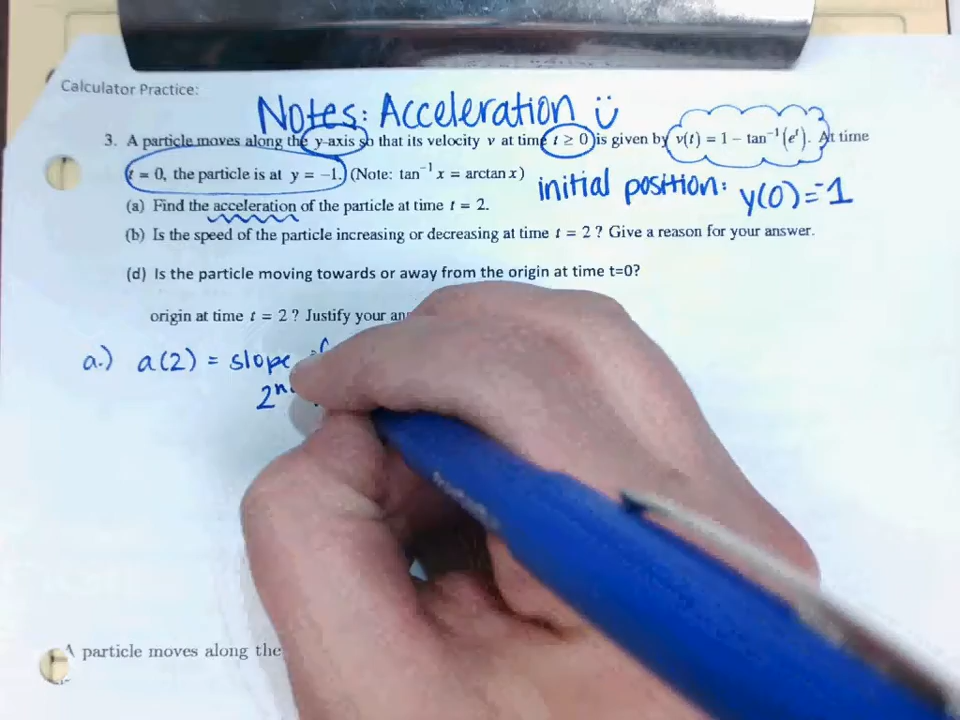 Calculator Practice:
Notes: Acceleration
3. A particle moves along the y-axis so that its velocity v at time t ≥ 0 is given by v(t) = 1 − tan⁻¹(eᵗ). At time
t = 0, the particle is at y = −1. (Note: tan⁻¹ x = arctan x)
initial position: y(0) = -1
(a) Find the acceleration of the particle at time t = 2.
(b) Is the speed of the particle increasing or decreasing at time t = 2 ? Give a reason for your answer.
(d) Is the particle moving towards or away from the origin at time t=0?
origin at time t = 2 ? Justify your
a.) a(2) = slope
A particle moves along the